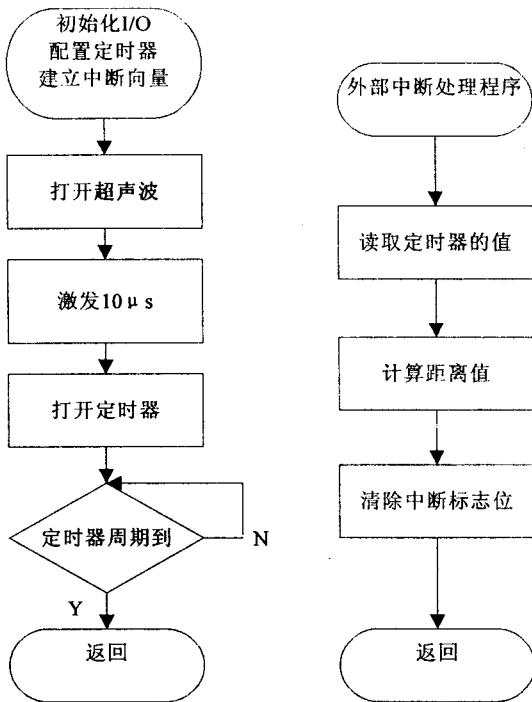 初始化I/O
配置定时器
建立中断向量
打开超声波
激发10μs
打开定时器
定时器周期到
N
Y
返回
外部中断处理程序
读取定时器的值
计算距离值
清除中断标志位
返回